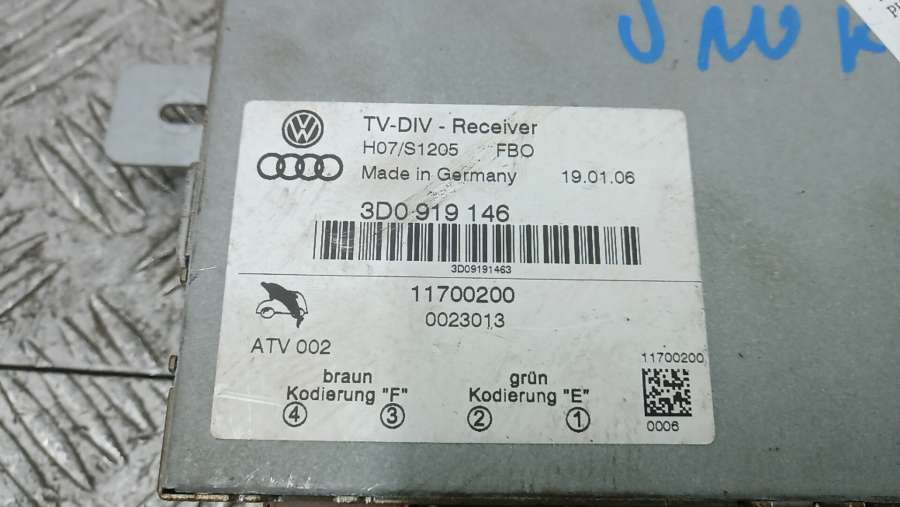 TV-DIV - Receiver
H07/S1205 FBO
Made in Germany 19.01.06
3D0 919 146
3D09191463
11700200
0023013
ATV 002
11700200
braun grün
Kodierung "F" Kodierung "E"
4 3 2 1
0006